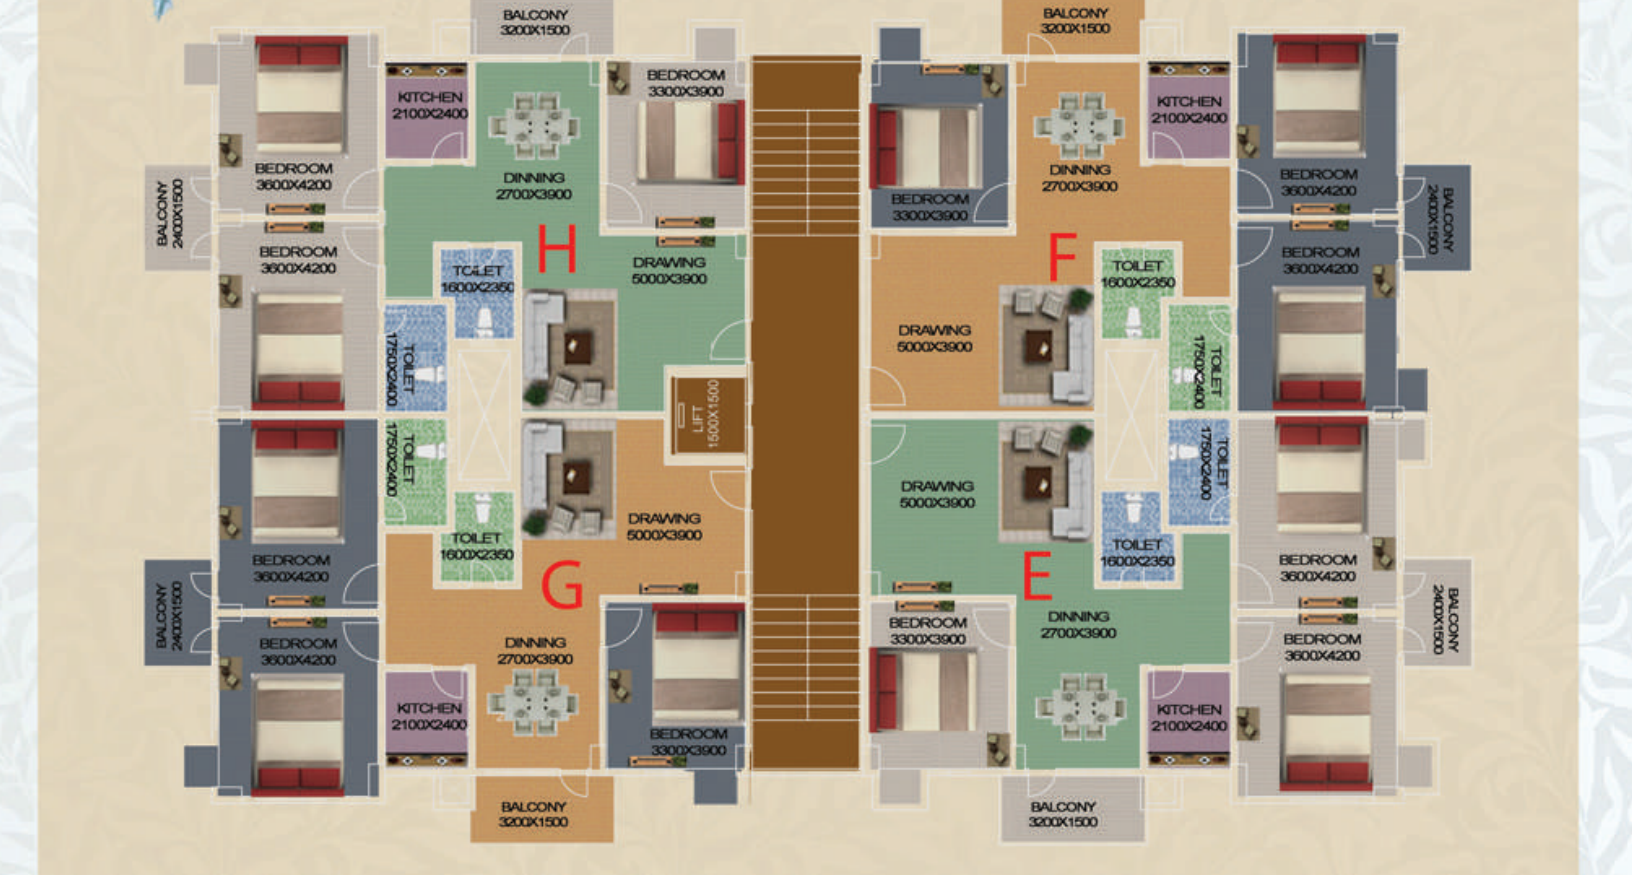 BALCONY
3200X1500
BEDROOM
3600X4200
KITCHEN
2100X2400
DINNING
2700X3900
BEDROOM
3300X3900
BALCONY
2400X1500
BEDROOM
3600X4200
TOILET
1600X2350
H
DRAWING
5000X3900
TOILET
1750X2400
LIFT
1500X1500
BALCONY
3200X1500
BEDROOM
3300X3900
DINNING
2700X3900
KITCHEN
2100X2400
BEDROOM
3600X4200
BALCONY
2400X1500
BEDROOM
3600X4200
F
TOILET
1600X2350
DRAWING
5000X3900
TOILET
1750X2400
TOILET
1750X2400
BEDROOM
3600X4200
TOILET
1600X2350
DRAWING
5000X3900
G
BALCONY
2400X1500
BEDROOM
3600X4200
KITCHEN
2100X2400
DINNING
2700X3900
BEDROOM
3300X3900
BALCONY
3200X1500
DRAWING
5000X3900
TOILET
1750X2400
TOILET
1600X2350
E
BEDROOM
3600X4200
BEDROOM
3300X3900
DINNING
2700X3900
BALCONY
2400X1500
BEDROOM
3600X4200
KITCHEN
2100X2400
BALCONY
3200X1500